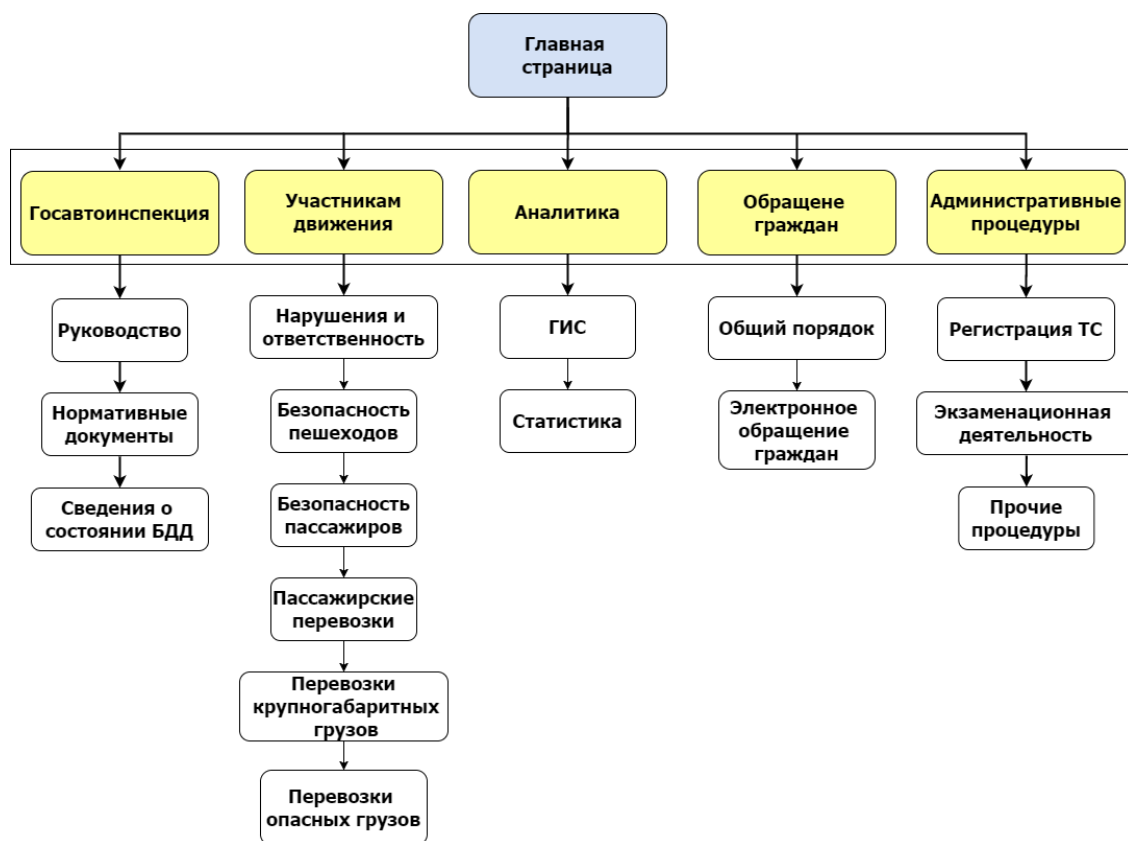 Главная
страница
Госавтоинспекция
Участникам
движения
Аналитика
Обращене
граждан
Административные
процедуры
Руководство
Нарушения и
ответственность
ГИС
Общий порядок
Регистрация ТС
Нормативные
документы
Безопасность
пешеходов
Статистика
Электронное
обращение
граждан
Экзаменационная
деятельность
Сведения о
состоянии БДД
Безопасность
пассажиров
Прочие
процедуры
Пассажирские
перевозки
Перевозки
крупногабаритных
грузов
Перевозки
опасных грузов